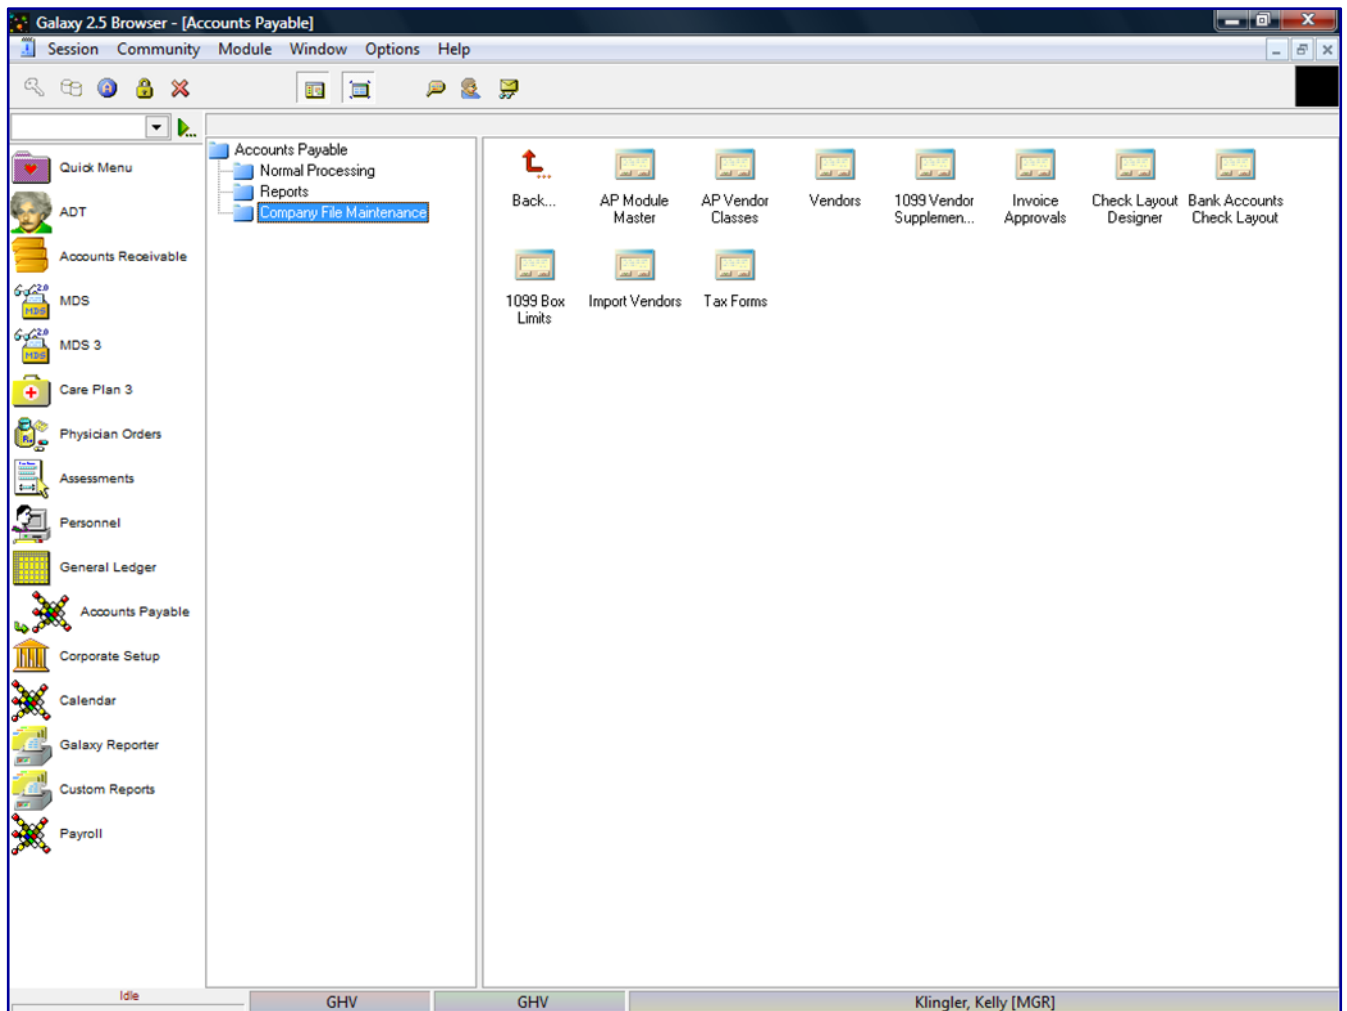 Galaxy 2.5 Browser - [Accounts Payable]
Session Community Module Window Options Help
Accounts Payable
Normal Processing
Reports
Company File Maintenance
Quick Menu
ADT
Accounts Receivable
MDS
MDS 3
Care Plan 3
Physician Orders
Assessments
Personnel
General Ledger
Accounts Payable
Corporate Setup
Calendar
Galaxy Reporter
Custom Reports
Payroll
Back...
AP Module
Master
AP Vendor
Classes
Vendors
1099 Vendor
Supplemen...
Invoice
Approvals
Check Layout
Designer
Bank Accounts
Check Layout
1099 Box
Limits
Import Vendors
Tax Forms
Idle
GHV
GHV
Klingler, Kelly [MGR]